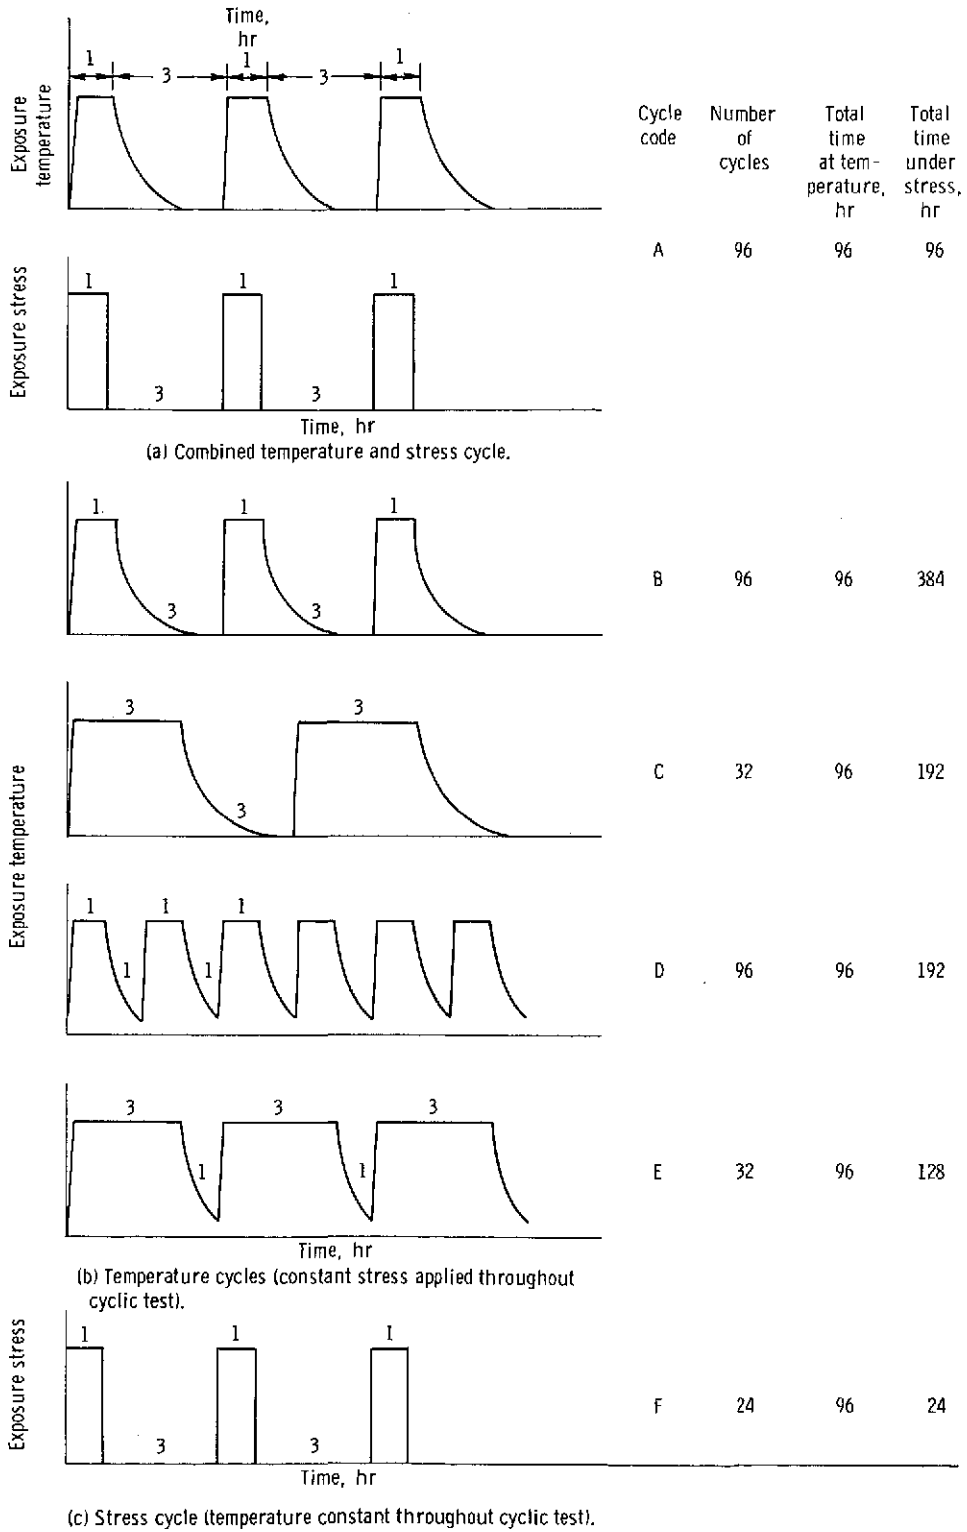 Time,
hr
1
3
1
3
1
Exposure
temperature
Cycle
code
Number
of
cycles
Total
time
at tem-
perature,
hr
Total
time
under
stress,
hr
A 96 96 96
Exposure stress
1 1 1
3 3
Time, hr
(a) Combined temperature and stress cycle.
Exposure temperature
1 1 1
3 3
B 96 96 384
3 3
3
C 32 96 192
1 1 1
1 1
D 96 96 192
3 3 3
1 1
E 32 96 128
Time, hr
(b) Temperature cycles (constant stress applied throughout
cyclic test).
Exposure stress
1 1 1
3 3
F 24 96 24
Time, hr
(c) Stress cycle (temperature constant throughout cyclic test).